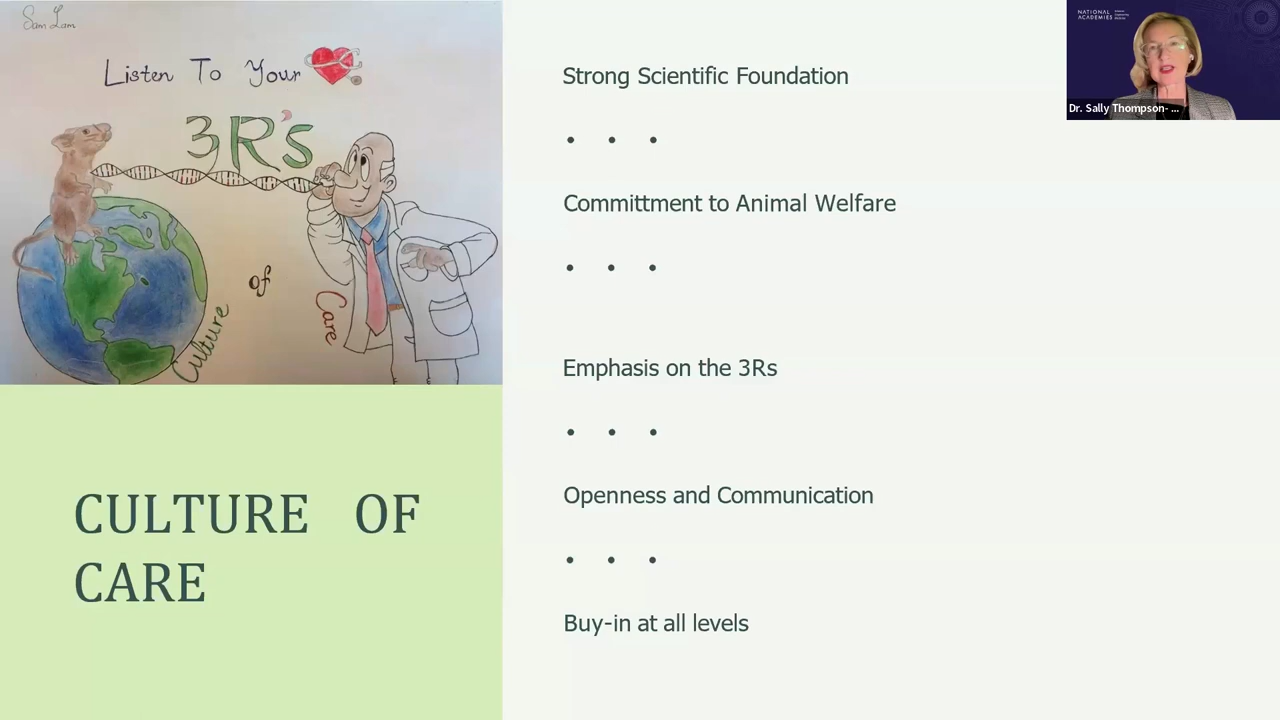 Sam Lam
Listen To Your
3R's
of
Culture
Care
CULTURE OF
CARE
Strong Scientific Foundation
• • •
Committment to Animal Welfare
• • •
Emphasis on the 3Rs
• • •
Openness and Communication
• • •
Buy-in at all levels
NATIONAL
ACADEMIES
Dr. Sally Thompson- ...